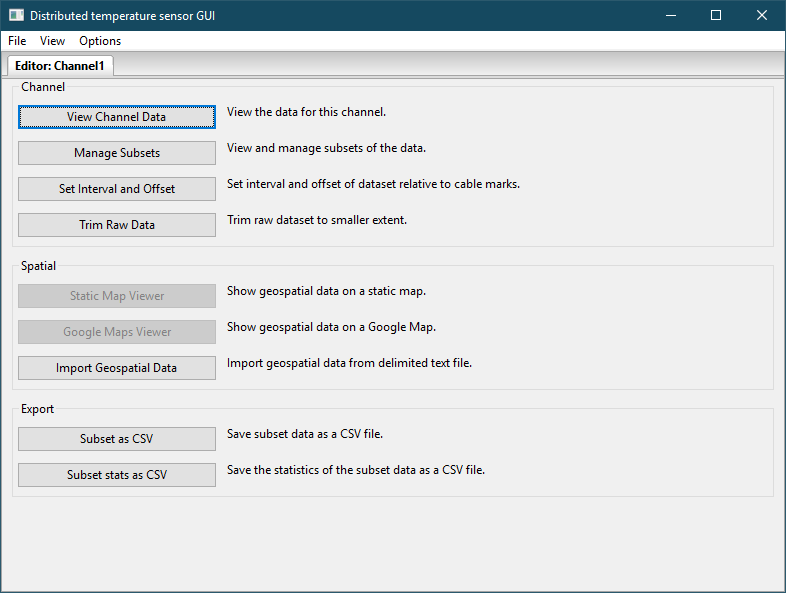 Distributed temperature sensor GUI
File View Options
Editor: Channel1
Channel
View Channel Data View the data for this channel.
Manage Subsets View and manage subsets of the data.
Set Interval and Offset Set interval and offset of dataset relative to cable marks.
Trim Raw Data Trim raw dataset to smaller extent.
Spatial
Static Map Viewer Show geospatial data on a static map.
Google Maps Viewer Show geospatial data on a Google Map.
Import Geospatial Data Import geospatial data from delimited text file.
Export
Subset as CSV Save subset data as a CSV file.
Subset stats as CSV Save the statistics of the subset data as a CSV file.